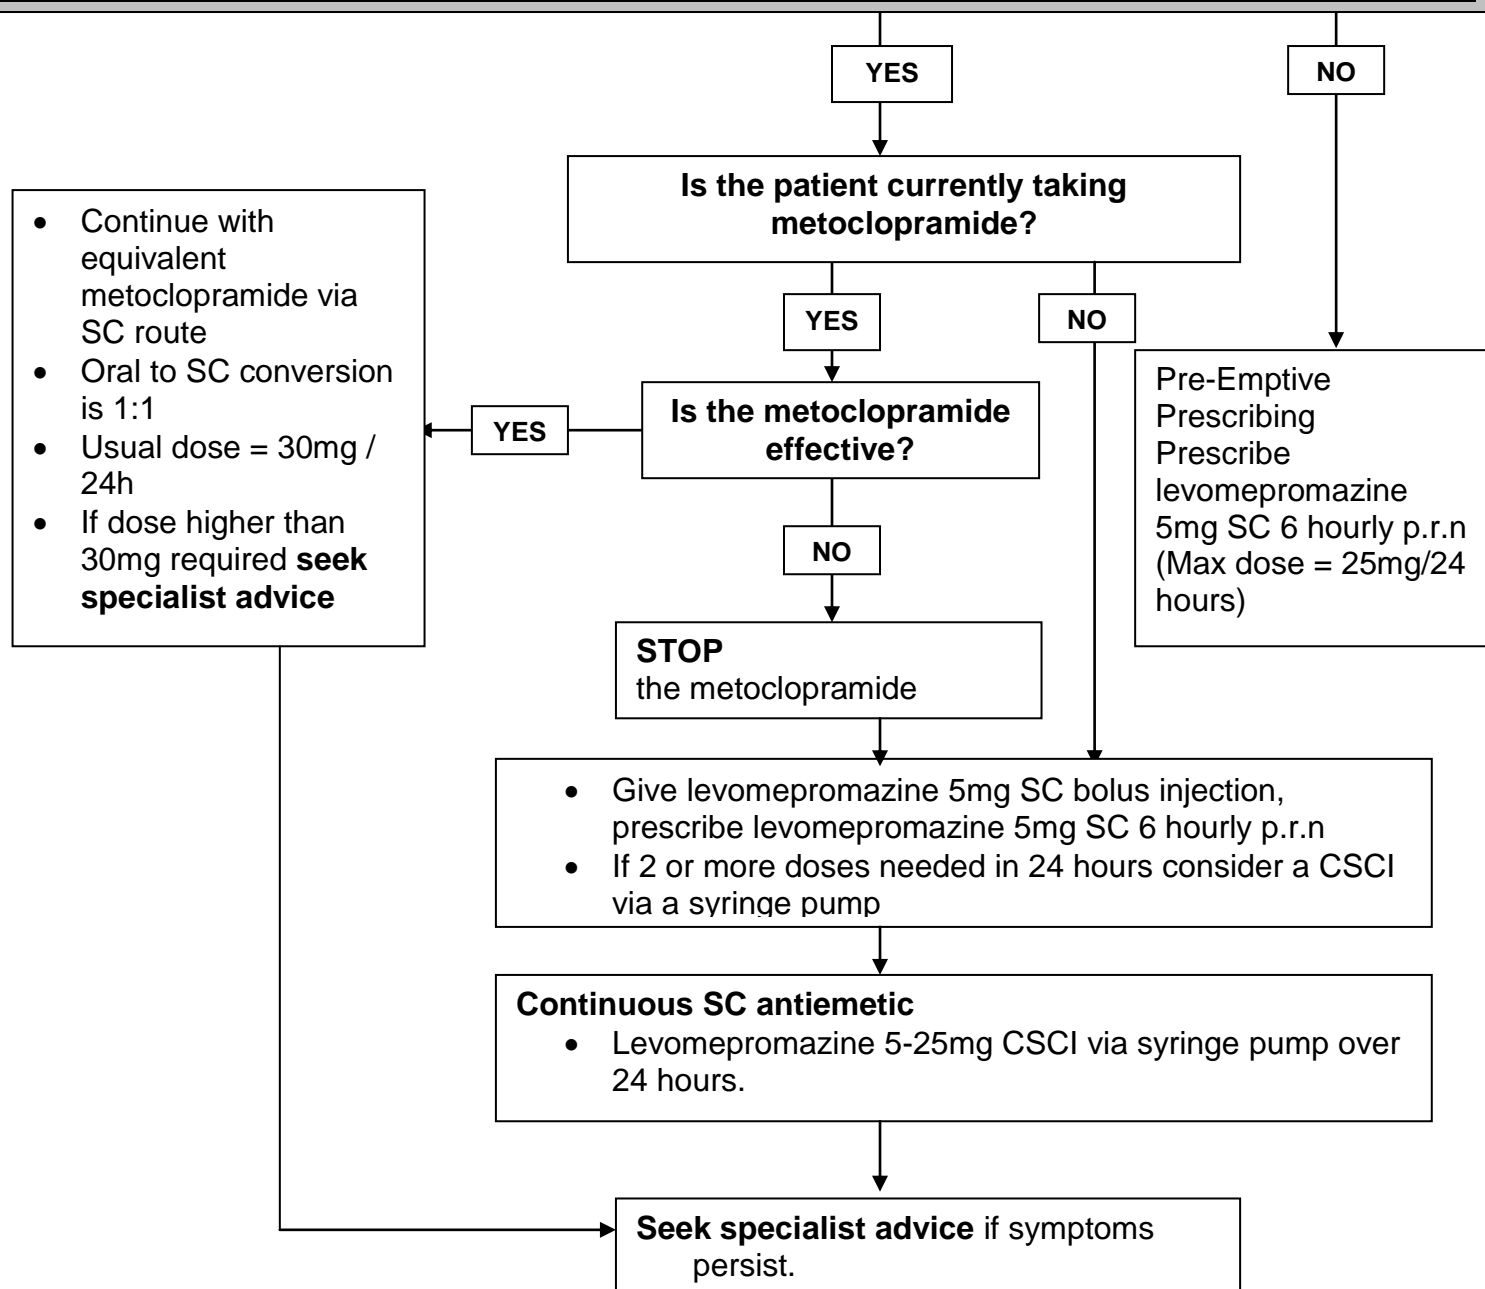 YES
NO
Is the patient currently taking
metoclopramide?
YES
NO
• Continue with
equivalent
metoclopramide via
SC route
• Oral to SC conversion
is 1:1
• Usual dose = 30mg /
24h
• If dose higher than
30mg required seek
specialist advice
YES
Is the metoclopramide
effective?
Pre-Emptive
Prescribing
Prescribe
levomepromazine
5mg SC 6 hourly p.r.n
(Max dose = 25mg/24
hours)
NO
STOP
the metoclopramide
• Give levomepromazine 5mg SC bolus injection,
prescribe levomepromazine 5mg SC 6 hourly p.r.n
• If 2 or more doses needed in 24 hours consider a CSCI
via a syringe pump
Continuous SC antiemetic
• Levomepromazine 5-25mg CSCI via syringe pump over
24 hours.
Seek specialist advice if symptoms
persist.